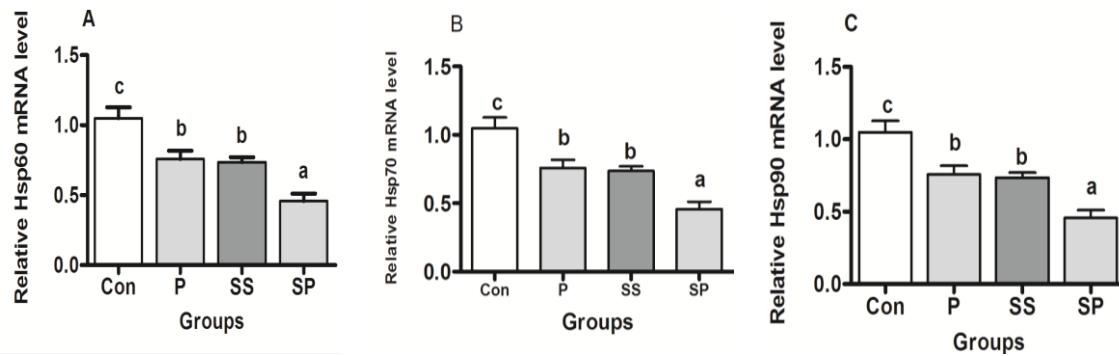 A
Relative Hsp60 mRNA level
1.5
1.0
0.5
0.0
c
b
b
a
Con P SS SP
Groups
B
Relative Hsp70 mRNA level
1.5
1.0
0.5
0.0
c
b
b
a
Con P SS SP
Groups
C
Relative Hsp90 mRNA level
1.5
1.0
0.5
0.0
c
b
b
a
Con P SS SP
Groups